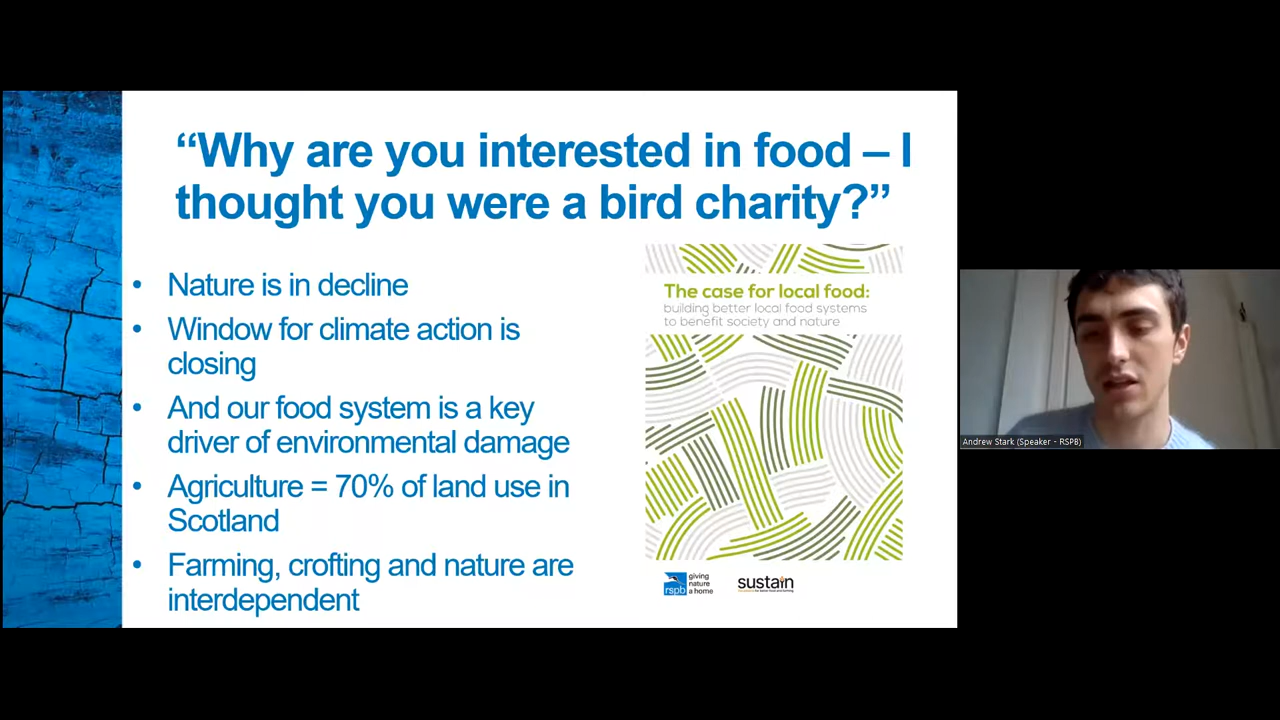 “Why are you interested in food – I
thought you were a bird charity?”
• Nature is in decline
• Window for climate action is
closing
• And our food system is a key
driver of environmental damage
• Agriculture = 70% of land use in
Scotland
• Farming, crofting and nature are
interdependent
The case for local food:
building better local food systems
to benefit society and nature
rspb
giving
nature
a home
sustain
Andrew Stark (Speaker - RSPB)